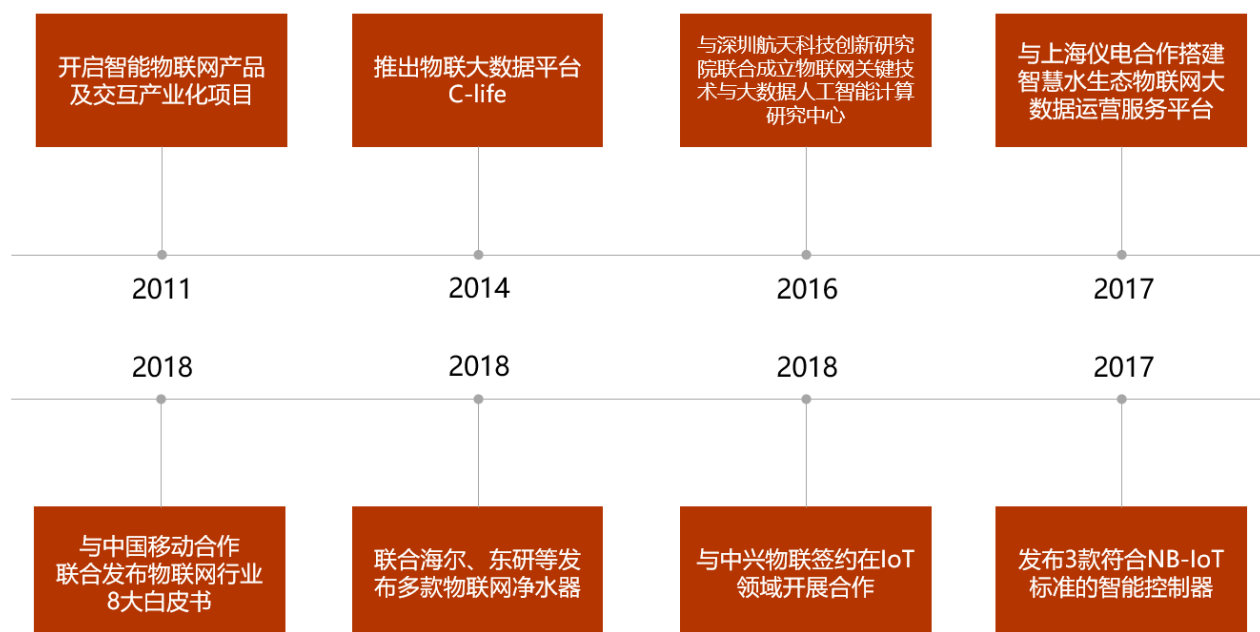 开启智能物联网产品
及交互产业化项目
推出物联大数据平台
C-life
与深圳航天科技创新研究
院联合成立物联网关键技
术与大数据人工智能计算
研究中心
与上海仪电合作搭建
智慧水生态物联网大
数据运营服务平台
2011
2014
2016
2017
2018
2018
2018
2017
与中国移动合作
联合发布物联网行业
8大白皮书
联合海尔、东研等发
布多款物联网净水器
与中兴物联签约在IoT
领域开展合作
发布3款符合NB-IoT
标准的智能控制器